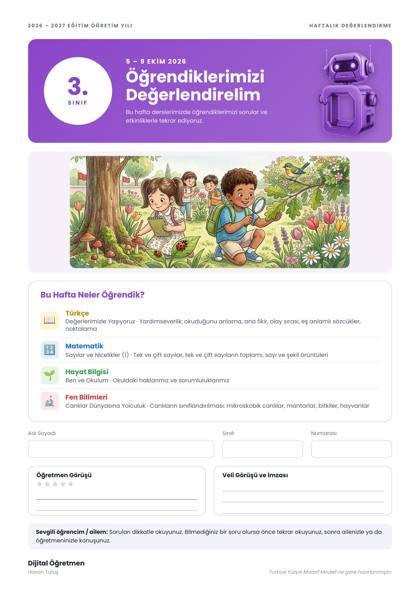 2026 – 2027 EĞİTİM ÖĞRETİM YILI
HAFTALIK DEĞERLENDİRME
3.
SINIF
5 – 9 EKİM 2026
Öğrendiklerimizi
Değerlendirelim
Bu hafta derslerimizde öğrendiklerimizi sorular ve
etkinliklerle tekrar ediyoruz.
Bu Hafta Neler Öğrendik?
Türkçe
Değerlerimizle Yaşıyoruz · Yardımseverlik; okuduğunu anlama, ana fikir, olay sırası, eş anlamlı sözcükler,
noktalama
Matematik
Sayılar ve Nicelikler (1) · Tek ve çift sayılar, tek ve çift sayıların toplamı, sayı ve şekil örüntüleri
Hayat Bilgisi
Ben ve Okulum · Okuldaki haklarımız ve sorumluluklarımız
Fen Bilimleri
Canlılar Dünyasına Yolculuk · Canlıların sınıflandırılması: mikroskobik canlılar, mantarlar, bitkiler, hayvanlar
Adı Soyadı
Sınıfı
Numarası
Öğretmen Görüşü
Veli Görüşü ve İmzası
Sevgili öğrencim / ailem: Soruları dikkatle okuyunuz. Bilmediğiniz bir soru olursa önce tekrar okuyunuz, sonra ailenizle ya da
öğretmeninizle konuşunuz.
Dijital Öğretmen
Hasan Tutuş
Türkiye Yüzyılı Maarif Modeli'ne göre hazırlanmıştır.